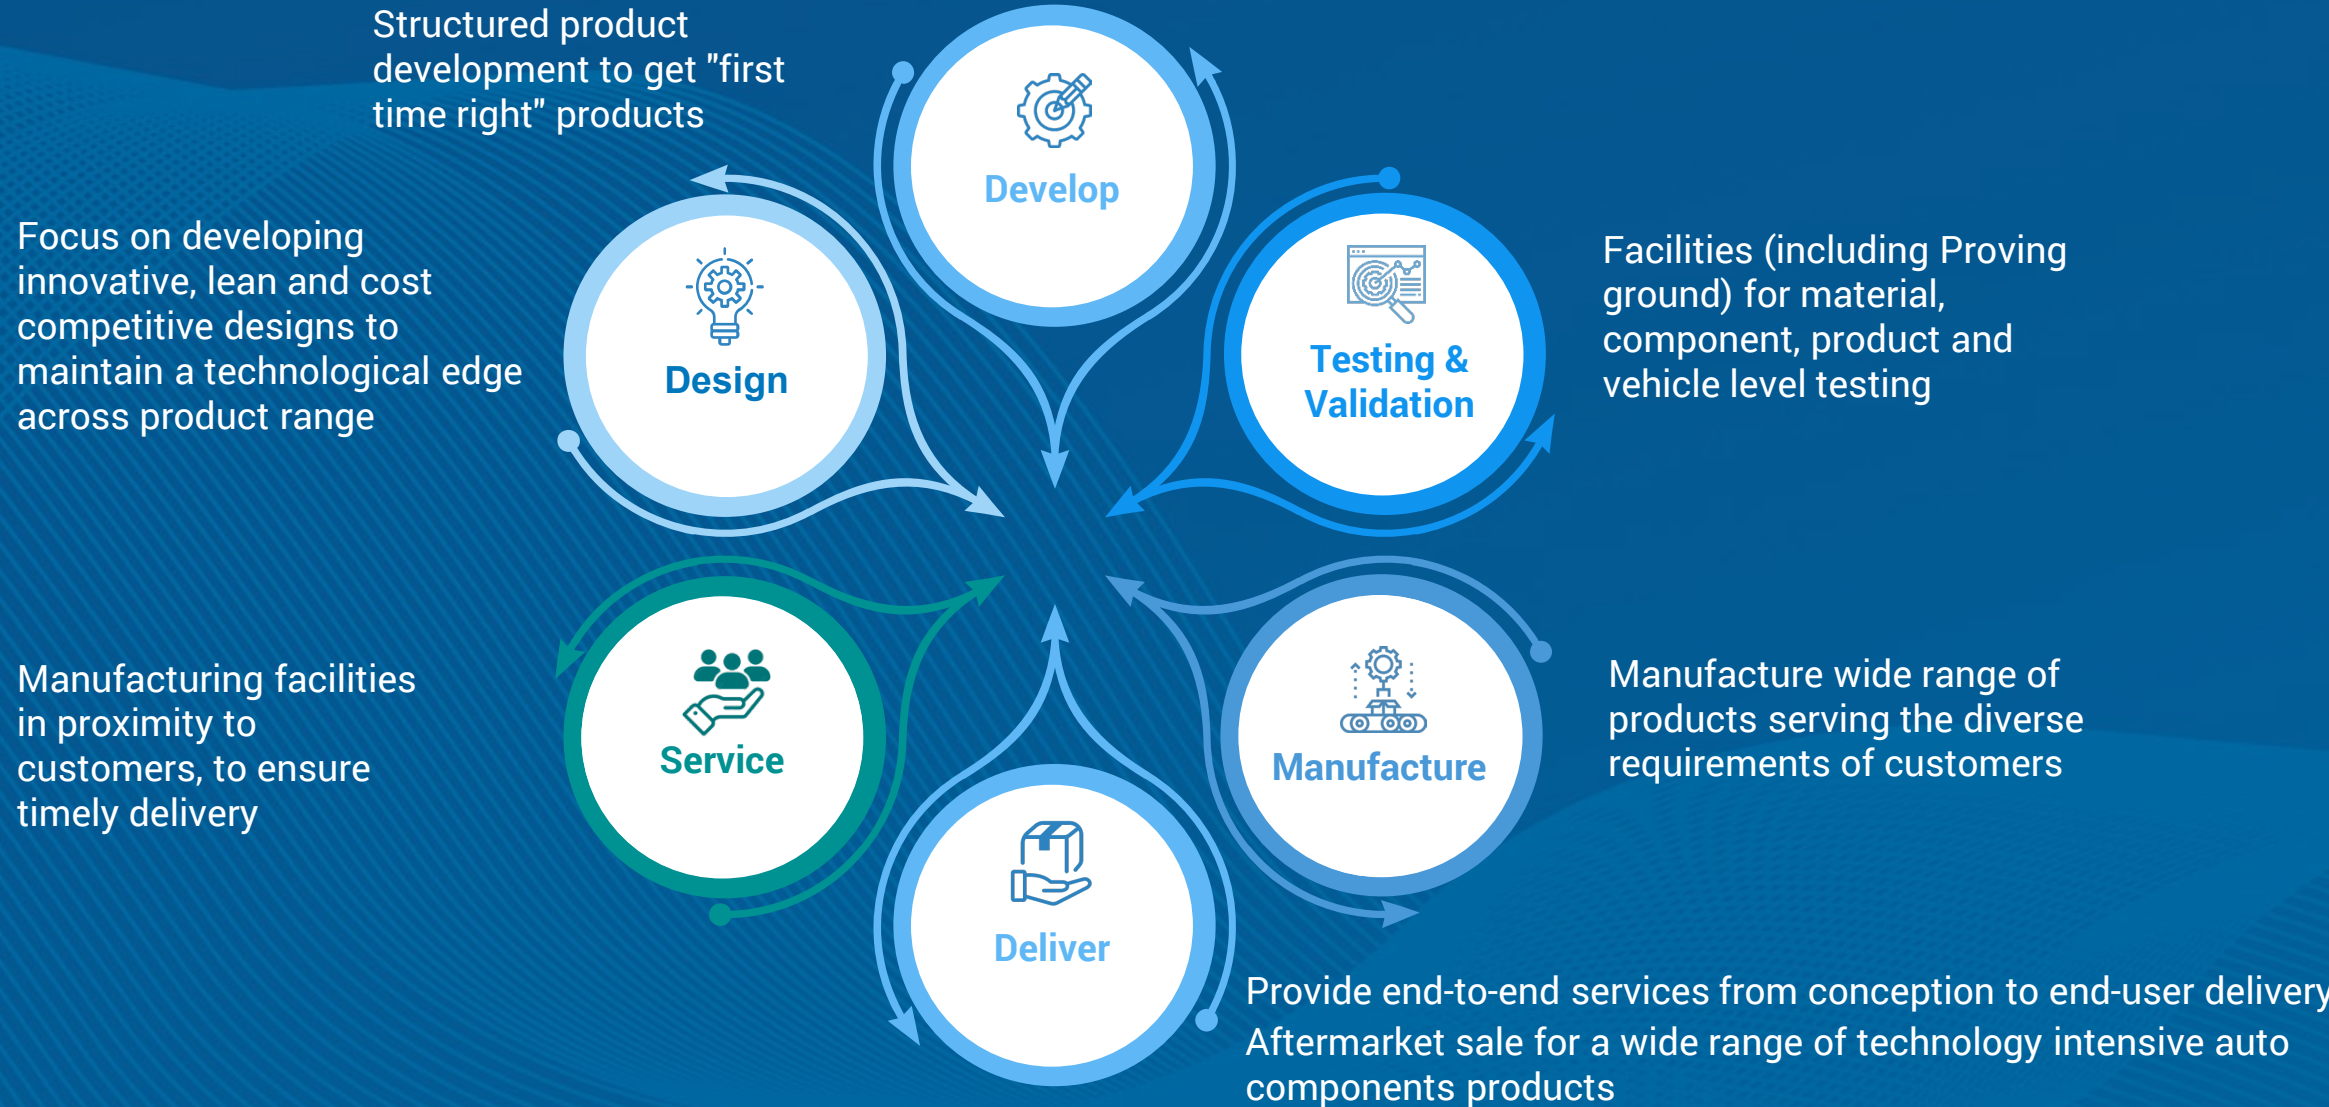 Structured product
development to get "first
time right" products
Develop
Focus on developing
innovative, lean and cost
competitive designs to
maintain a technological edge
across product range
Design
Testing &
Validation
Facilities (including Proving
ground) for material,
component, product and
vehicle level testing
Manufacturing facilities
in proximity to
customers, to ensure
timely delivery
Service
Manufacture
Manufacture wide range of
products serving the diverse
requirements of customers
Deliver
Provide end-to-end services from conception to end-user delivery
Aftermarket sale for a wide range of technology intensive auto
components products